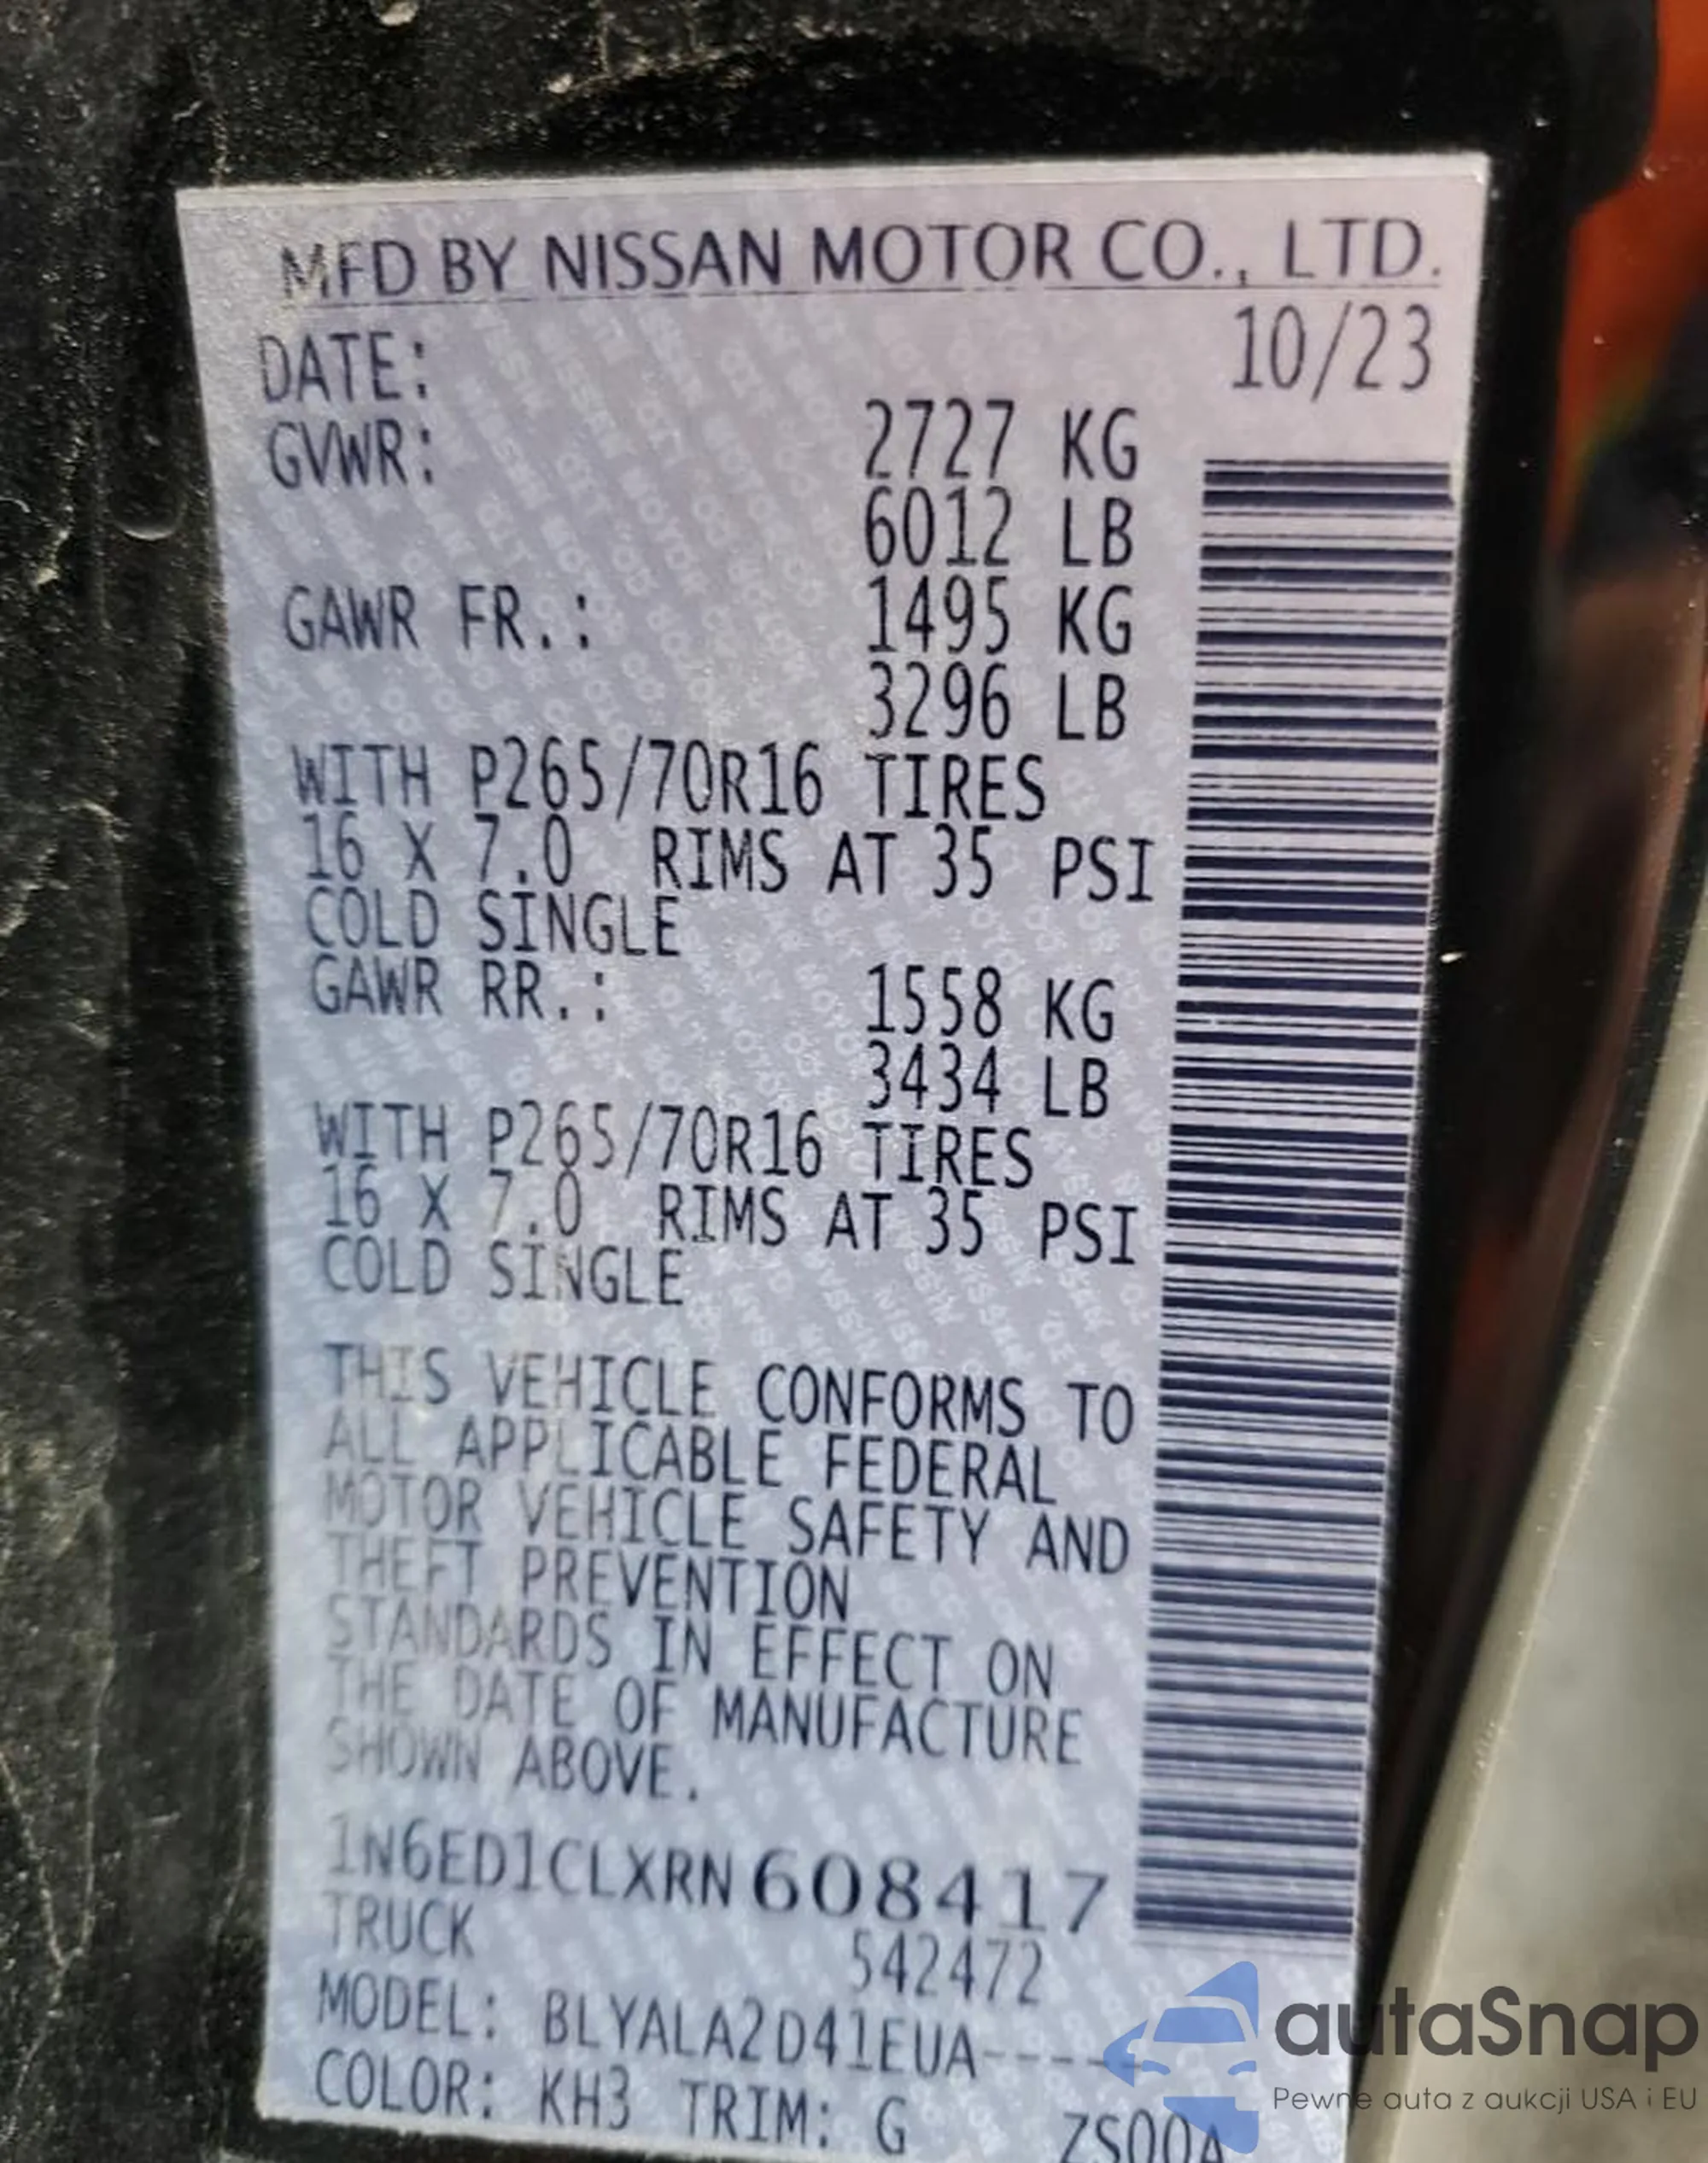 MFD BY NISSAN MOTOR CO., LTD.
DATE: 10/23
GVWR: 2727 KG
6012 LB
GAWR FR.: 1495 KG
3296 LB
WITH P265/70R16 TIRES
16 X 7.0 RIMS AT 35 PSI
COLD SINGLE
GAWR RR.: 1558 KG
3434 LB
WITH P265/70R16 TIRES
16 X 7.0 RIMS AT 35 PSI
COLD SINGLE
THIS VEHICLE CONFORMS TO
ALL APPLICABLE FEDERAL
MOTOR VEHICLE SAFETY AND
THEFT PREVENTION
STANDARDS IN EFFECT ON
THE DATE OF MANUFACTURE
SHOWN ABOVE.
1N6ED1CLXRN608417
TRUCK 542472
MODEL: BLYALA2D41EUA-----
COLOR: KH3 TRIM: G ZS00A
autaSnap
Pewne auta z aukcji USA i EU